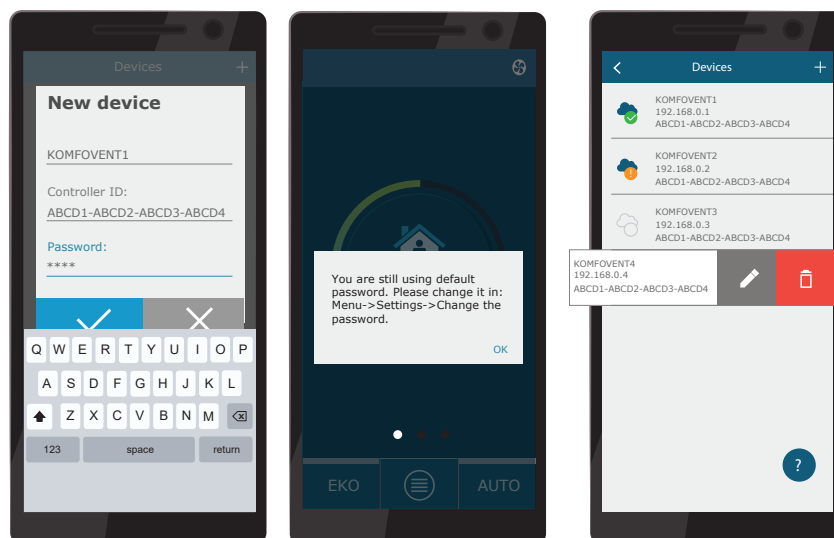 Devices +
New device
KOMFOVENT1
Controller ID:
ABCD1-ABCD2-ABCD3-ABCD4
Password:
****
Q W E R T Y U I O P
A S D F G H J K L
Z X C V B N M
123 space return
You are still using default
password. Please change it in:
Menu->Settings->Change the
password.
OK
EKO AUTO
Devices +
KOMFOVENT1
192.168.0.1
ABCD1-ABCD2-ABCD3-ABCD4
KOMFOVENT2
192.168.0.2
ABCD1-ABCD2-ABCD3-ABCD4
KOMFOVENT3
192.168.0.3
ABCD1-ABCD2-ABCD3-ABCD4
KOMFOVENT4
192.168.0.4
ABCD1-ABCD2-ABCD3-ABCD4
?